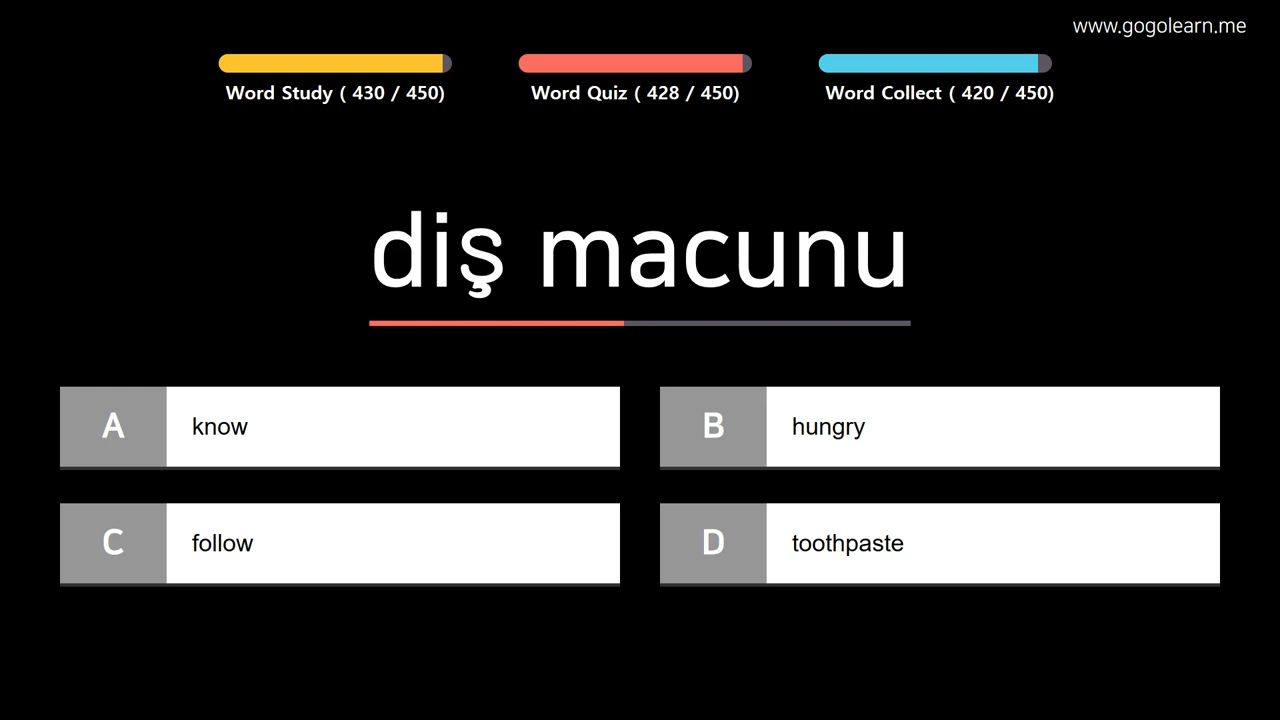 www.gogolearn.me
Word Study ( 430 / 450)
Word Quiz ( 428 / 450)
Word Collect ( 420 / 450)
diş macunu
A know
B hungry
C follow
D toothpaste